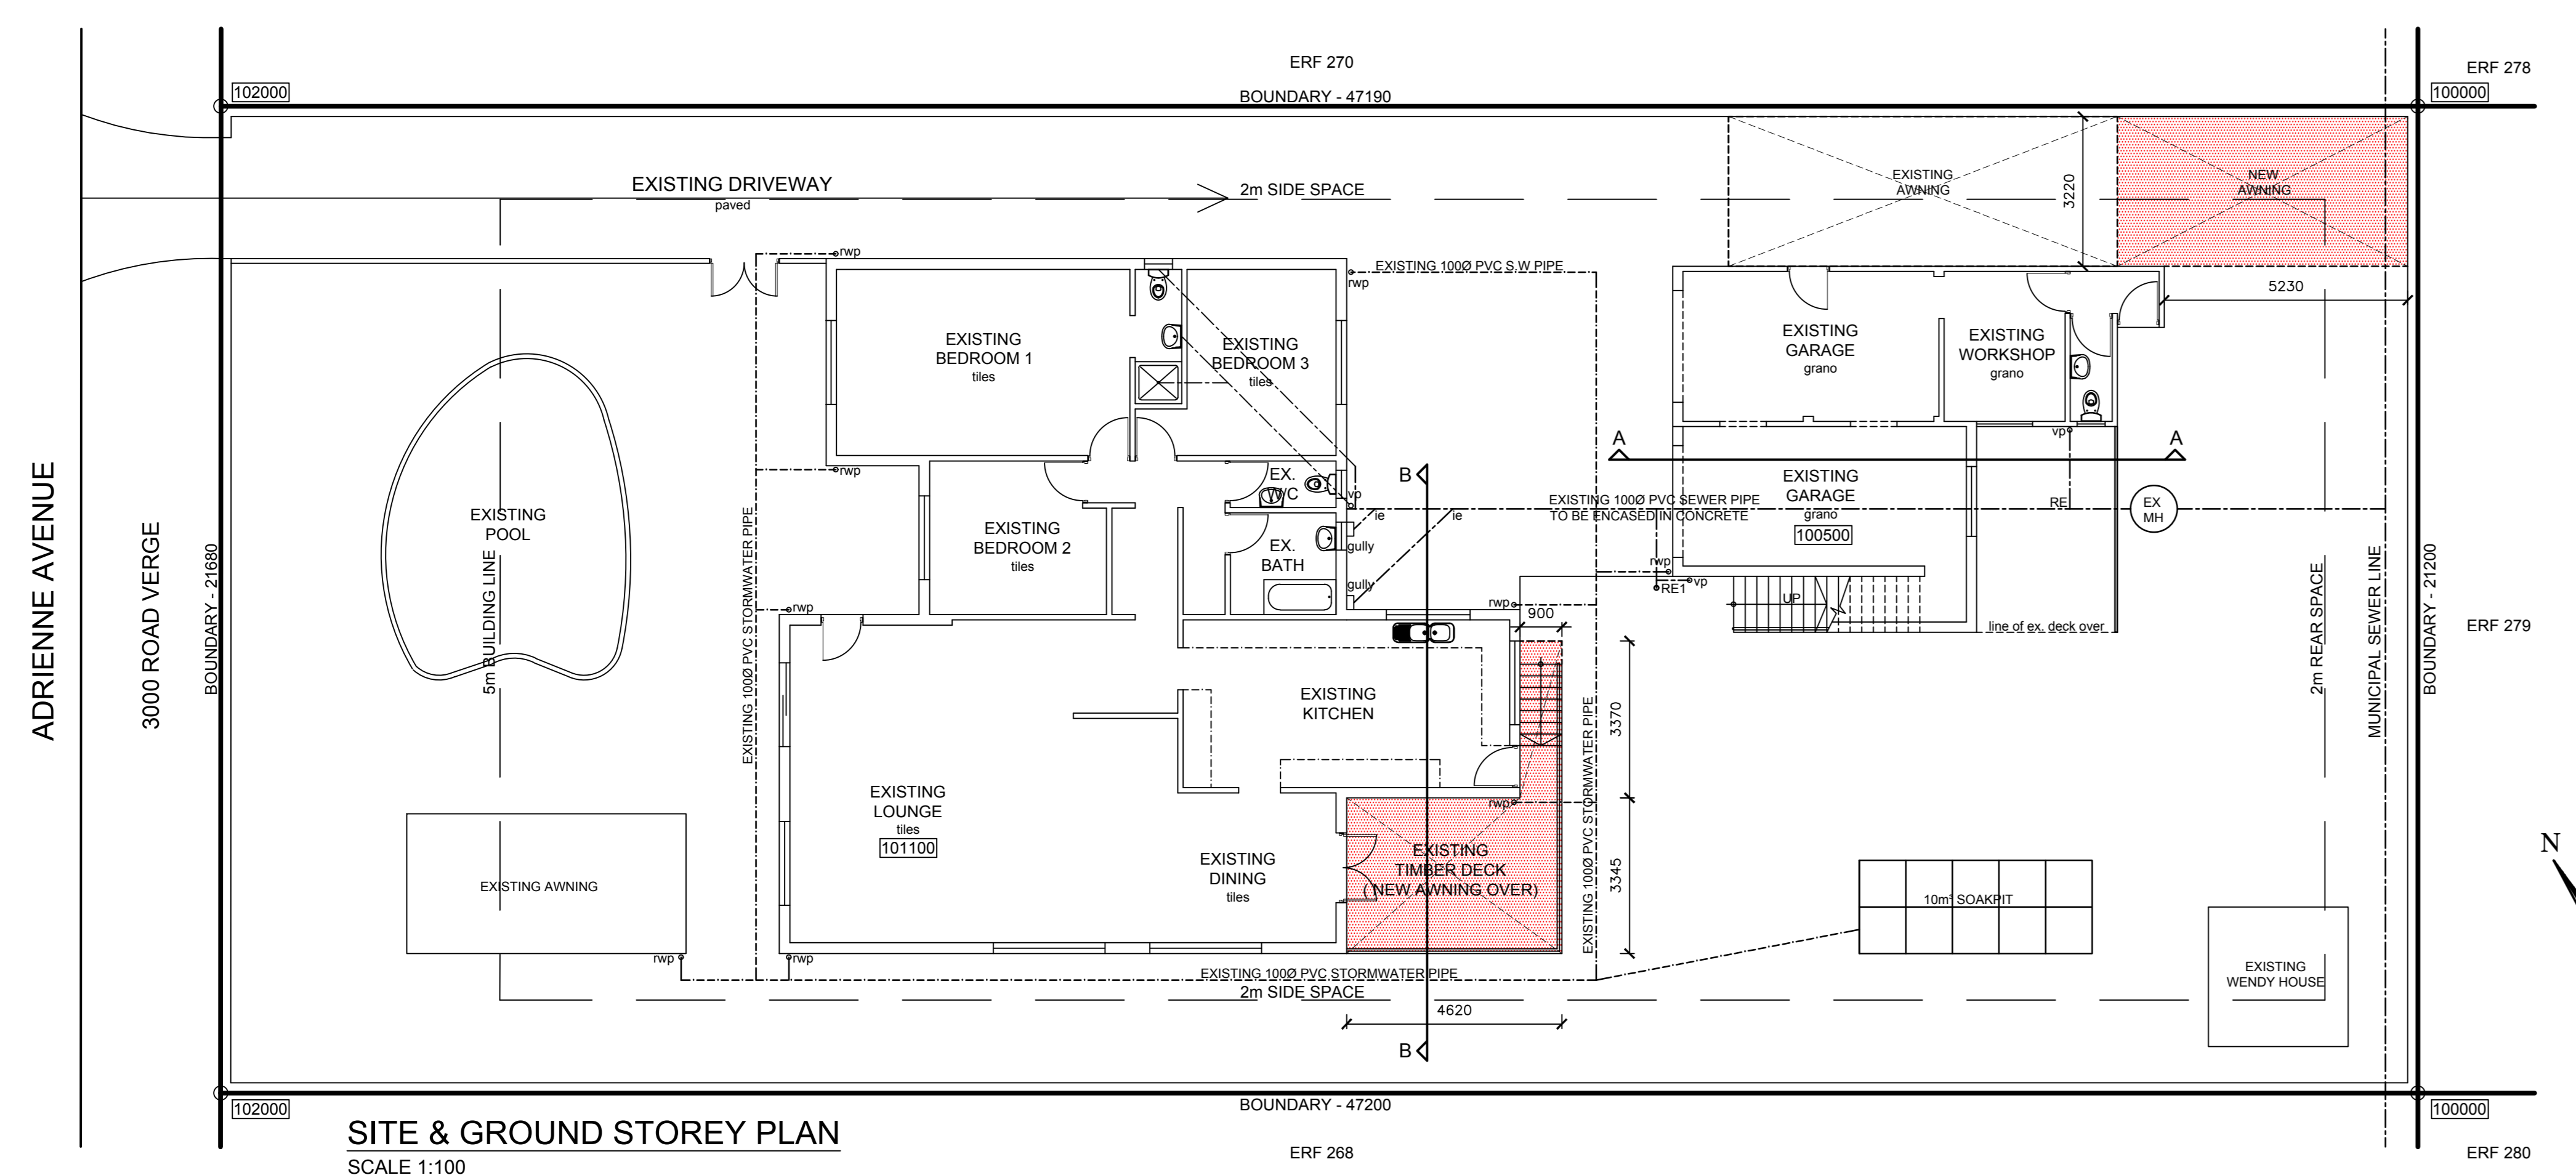 ERF 270
ERF 278
102000
BOUNDARY - 47190
100000
EXISTING DRIVEWAY
paved
2m SIDE SPACE
EXISTING
AWNING
3220
NEW
AWNING
rwp
EXISTING 100Ø PVC S.W PIPE
rwp
5230
EXISTING
BEDROOM 1
tiles
EXISTING
BEDROOM 3
tiles
EXISTING
GARAGE
grano
EXISTING
WORKSHOP
grano
vp
A
A
rwp
B
EX.
W/C
vp
EXISTING
GARAGE
grano
100500
EXISTING 100Ø PVC SEWER PIPE
TO BE ENCASED IN CONCRETE
RE
EX
MH
ie
ie
ADRIENNE AVENUE
3000 ROAD VERGE
BOUNDARY - 21680
EXISTING
POOL
5m BUILDING LINE
EXISTING 100Ø PVC STORMWATER PIPE
EXISTING
BEDROOM 2
tiles
EX.
BATH
gully
gully
rwp
RE1
vp
UP
rwp
rwp
900
line of ex. deck over
2m REAR SPACE
MUNICIPAL SEWER LINE
BOUNDARY - 21200
ERF 279
EXISTING
KITCHEN
3370
EXISTING 100Ø PVC STORMWATER PIPE
EXISTING
LOUNGE
tiles
101100
rwp
EXISTING
TIMBER DECK
( NEW AWNING OVER)
3345
EXISTING
DINING
tiles
N
EXISTING AWNING
10m³ SOAKPIT
rwp
rwp
EXISTING 100Ø PVC STORMWATER PIPE
EXISTING
WENDY HOUSE
2m SIDE SPACE
4620
B
102000
BOUNDARY - 47200
100000
SITE & GROUND STOREY PLAN
SCALE 1:100
ERF 268
ERF 280